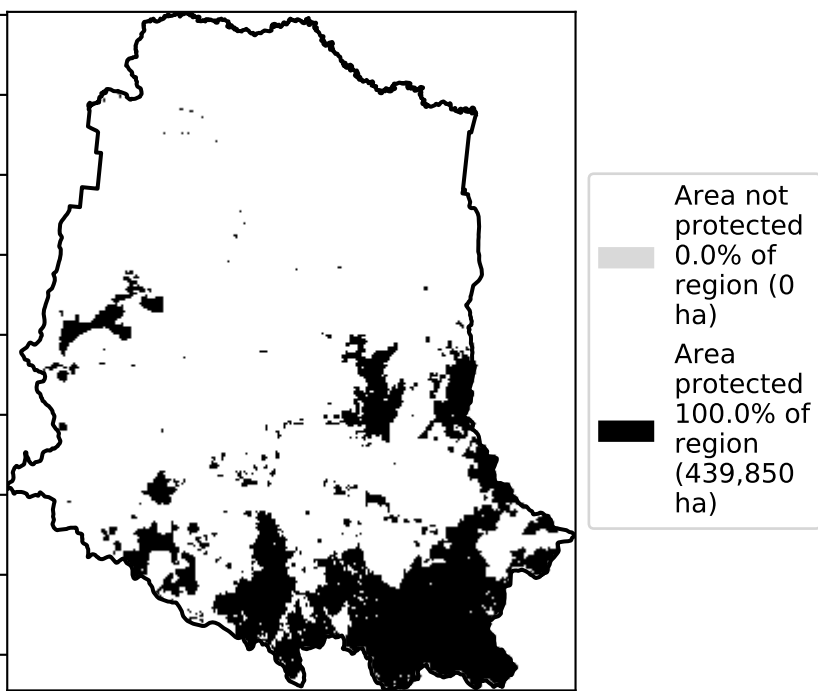 Area not
protected
0.0% of
region (0
ha)
Area
protected
100.0% of
region
(439,850
ha)